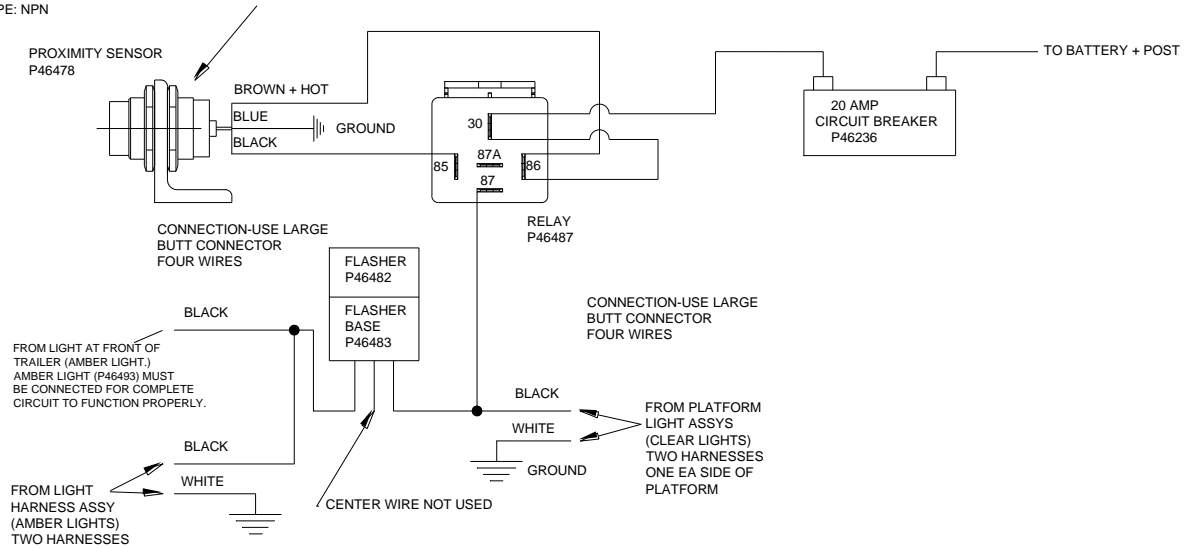 PE: NPN
PROXIMITY SENSOR
P46478
BROWN + HOT
BLUE
GROUND
BLACK
30
87A
85
86
87
RELAY
P46487
TO BATTERY + POST
20 AMP
CIRCUIT BREAKER
P46236
CONNECTION-USE LARGE
BUTT CONNECTOR
FOUR WIRES
FLASHER
P46482
FLASHER
BASE
P46483
CONNECTION-USE LARGE
BUTT CONNECTOR
FOUR WIRES
BLACK
FROM LIGHT AT FRONT OF
TRAILER (AMBER LIGHT.)
AMBER LIGHT (P46493) MUST
BE CONNECTED FOR COMPLETE
CIRCUIT TO FUNCTION PROPERLY.
BLACK
WHITE
FROM LIGHT
HARNESS ASSY
(AMBER LIGHTS)
TWO HARNESSES
CENTER WIRE NOT USED
BLACK
WHITE
GROUND
FROM PLATFORM
LIGHT ASSYS
(CLEAR LIGHTS)
TWO HARNESSES
ONE EA SIDE OF
PLATFORM